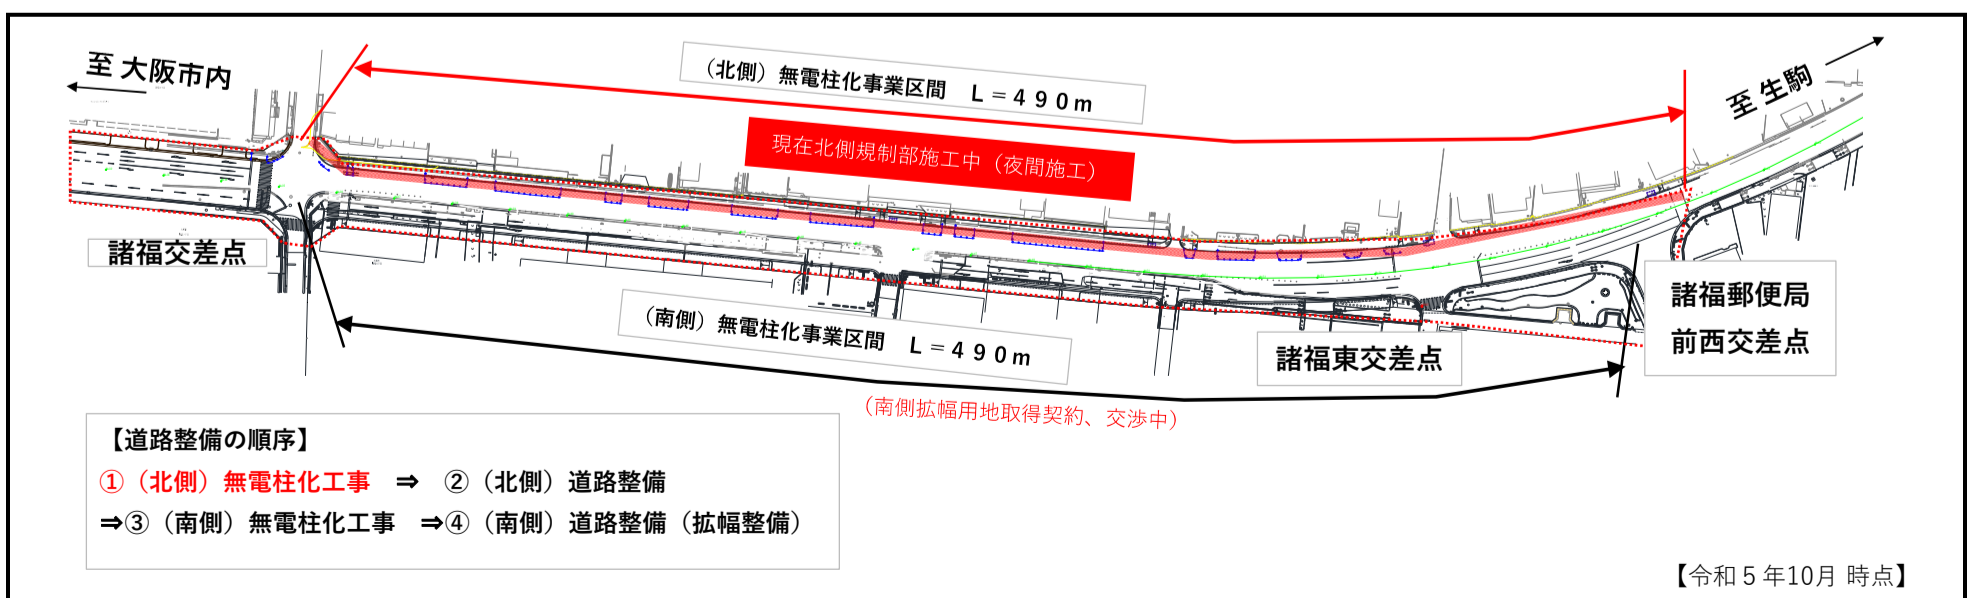 至 大阪市内
(北側) 無電柱化事業区間　L=490m
至 生駒
現在北側規制部施工中(夜間施工)
諸福交差点
(南側) 無電柱化事業区間　L=490m
諸福東交差点
諸福郵便局
前西交差点
(南側拡幅用地取得契約、交渉中)
【道路整備の順序】
①(北側)無電柱化工事　⇒　②(北側)道路整備
⇒③(南側)無電柱化工事　⇒④(南側)道路整備(拡幅整備)
【令和5年10月 時点】